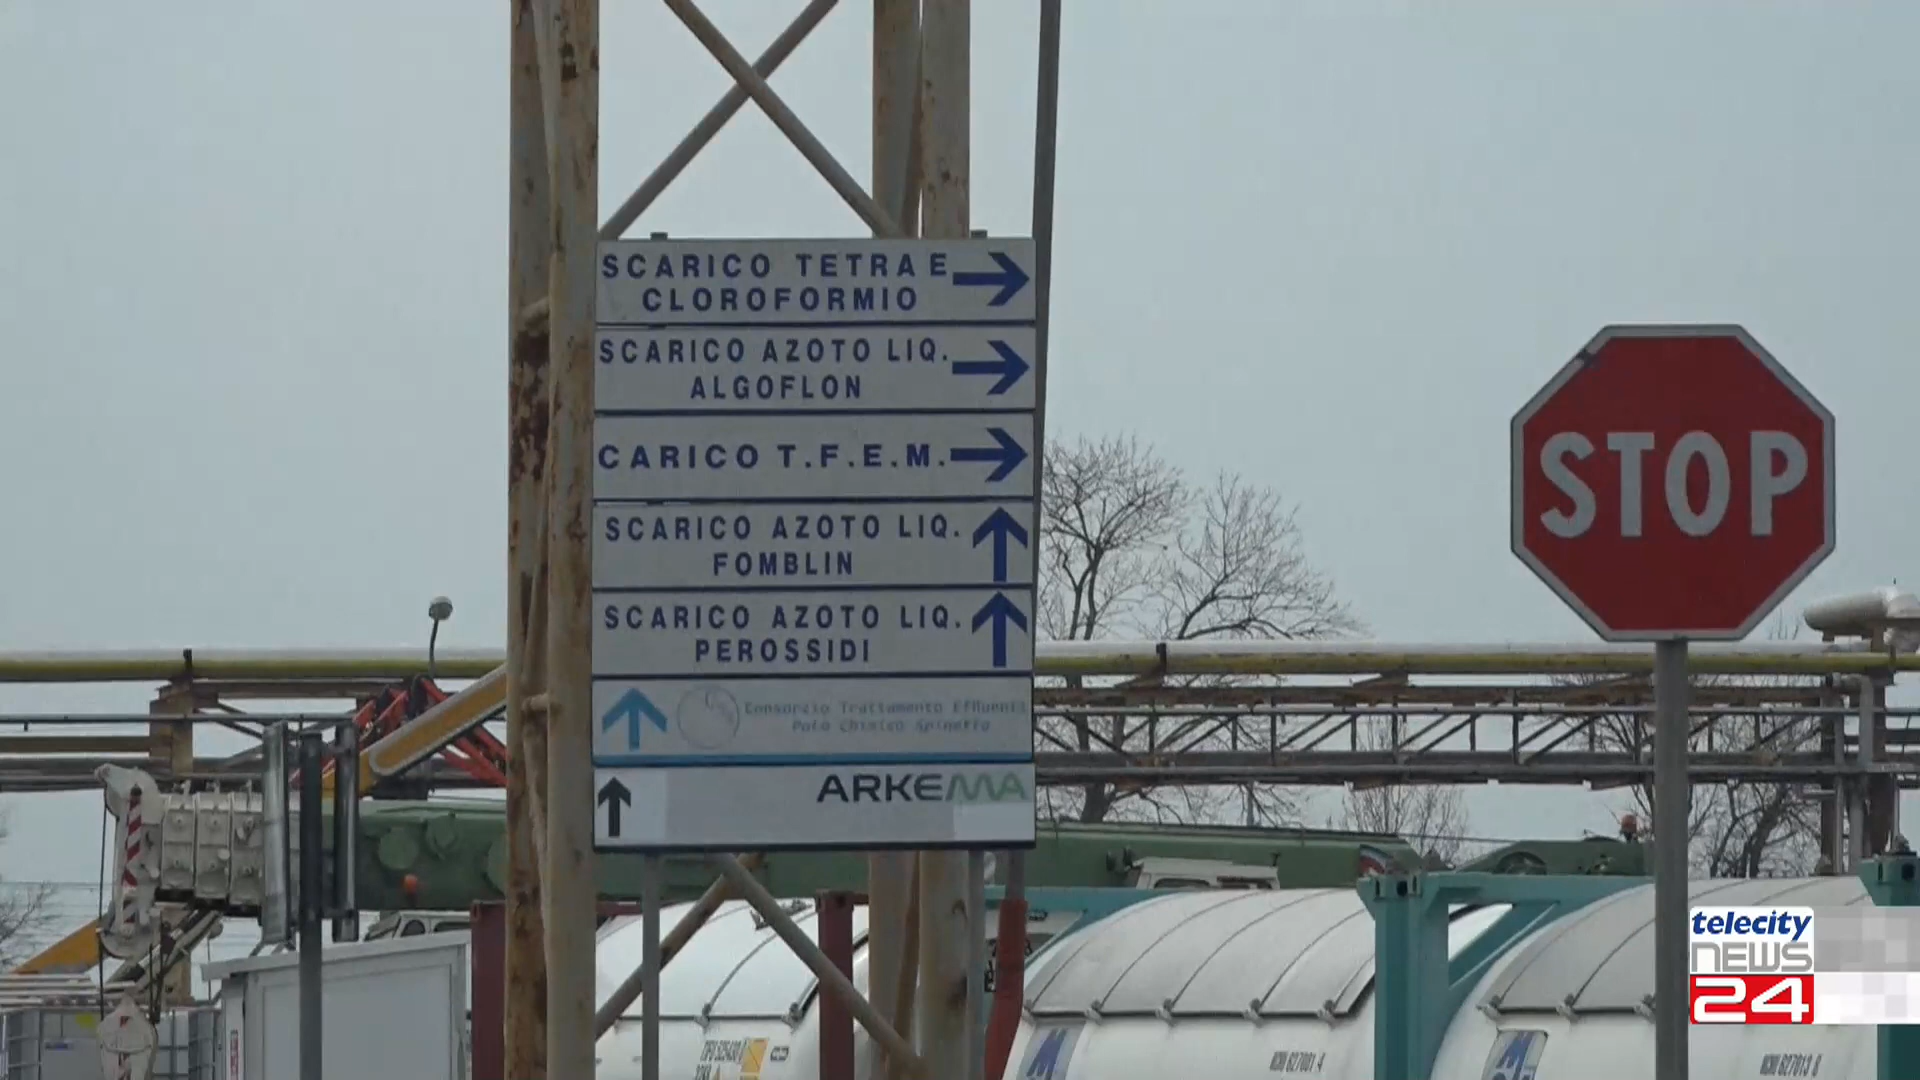 SCARICO TETRA E
CLOROFORMIO
SCARICO AZOTO LIQ.
ALGOFLON
CARICO T.F.E.M.
SCARICO AZOTO LIQ.
FOMBLIN
SCARICO AZOTO LIQ.
PEROSSIDI
Consorzio Trattamento Effluenti
Polo Chimico Spinetta
ARKEMA
STOP
telecity
NEWS
24